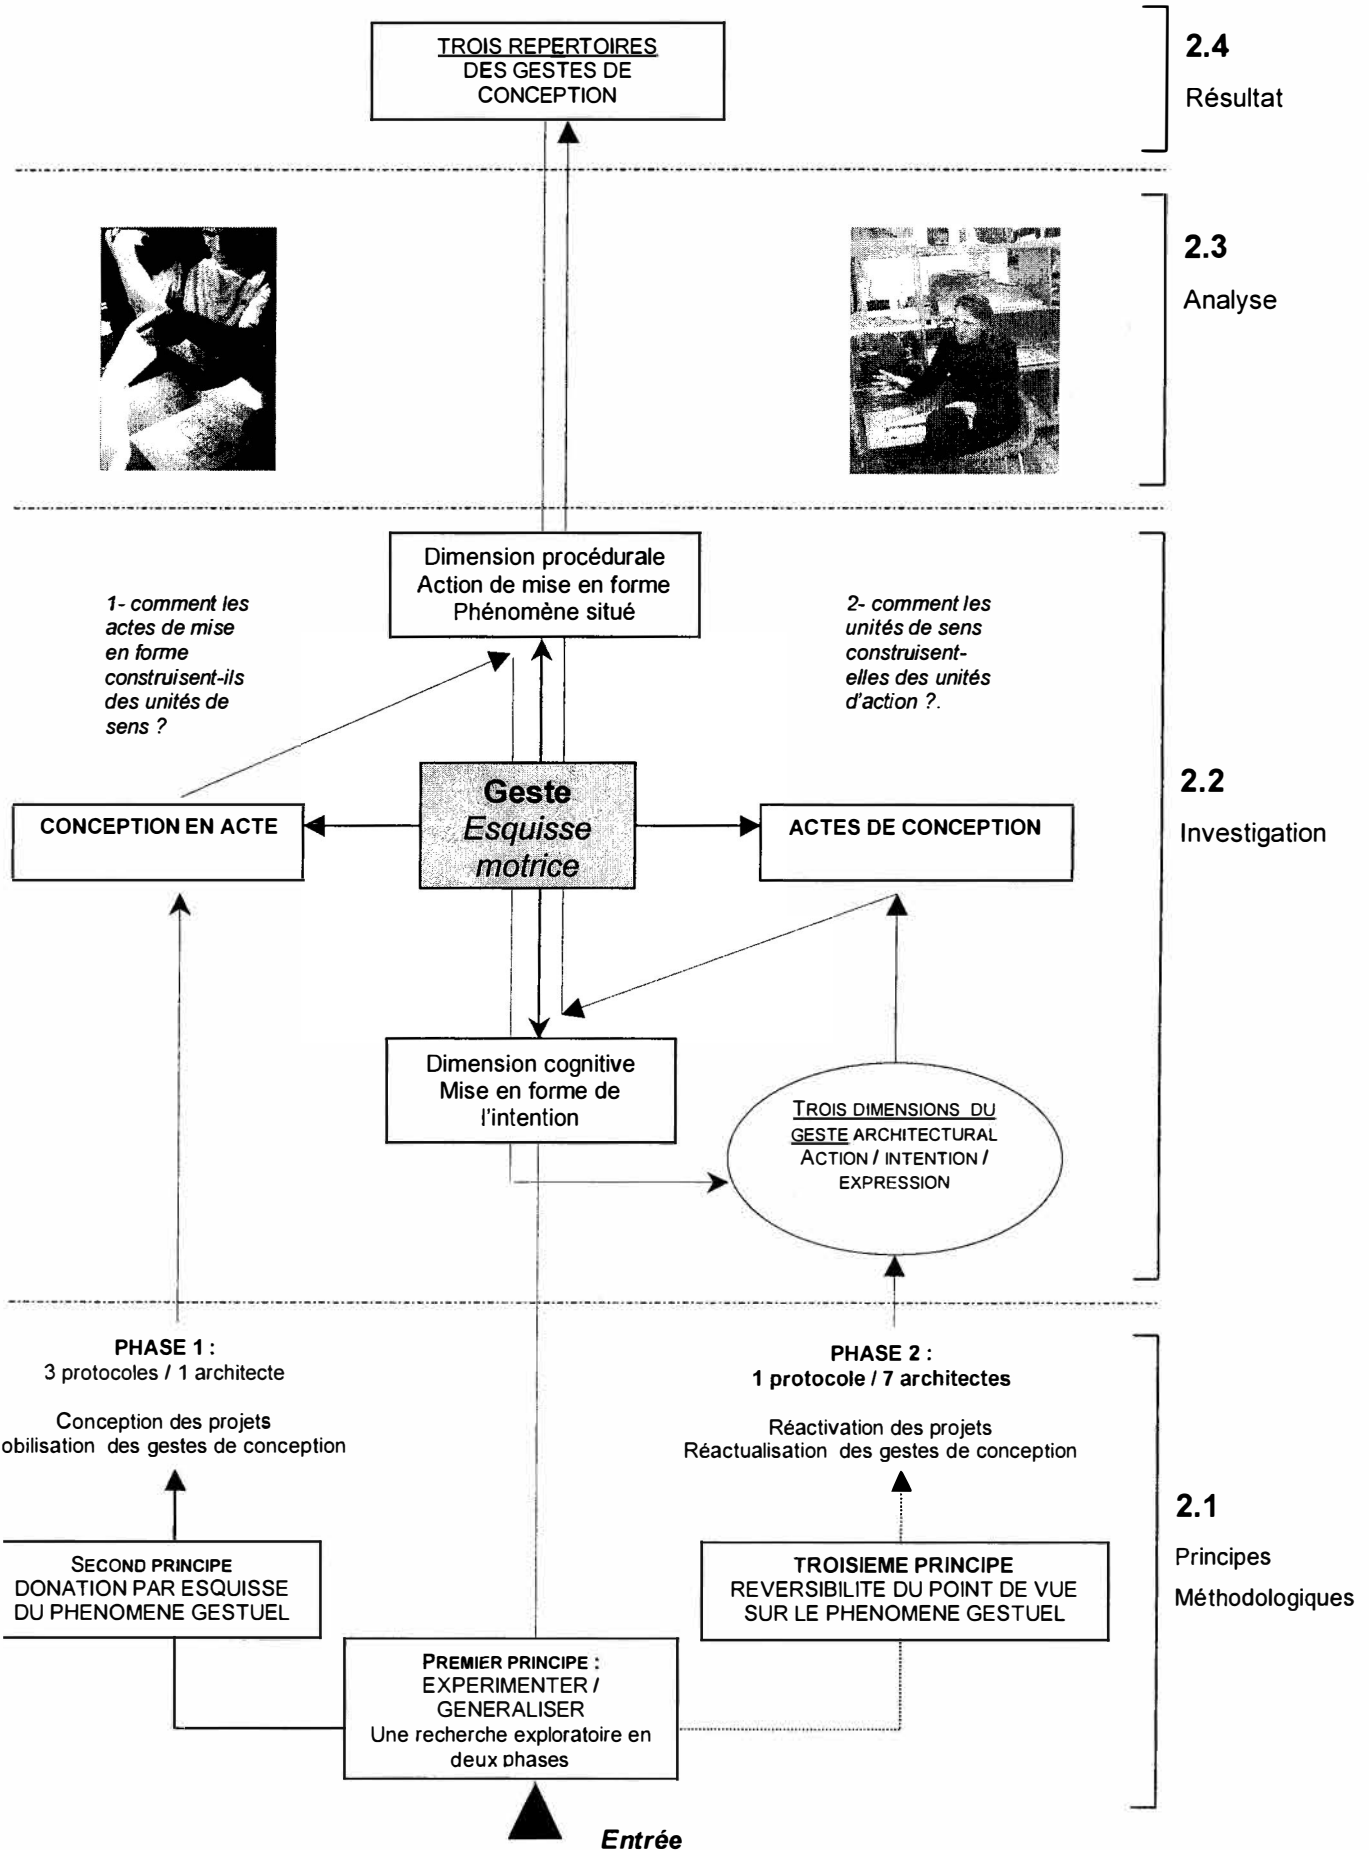 TROIS REPERTOIRES
DES GESTES DE
CONCEPTION
2.4
Résultat
2.3
Analyse
Dimension procédurale
Action de mise en forme
Phénomène situé
1- comment les
actes de mise
en forme
construisent-ils
des unités de
sens ?
2- comment les
unités de sens
construisent-
elles des unités
d'action ?.
2.2
Investigation
Geste
Esquisse
motrice
CONCEPTION EN ACTE
ACTES DE CONCEPTION
Dimension cognitive
Mise en forme de
l'intention
TROIS DIMENSIONS DU
GESTE ARCHITECTURAL
ACTION / INTENTION /
EXPRESSION
PHASE 1 :
3 protocoles / 1 architecte
Conception des projets
obilisation des gestes de conception
PHASE 2 :
1 protocole / 7 architectes
Réactivation des projets
Réactualisation des gestes de conception
2.1
Principes
Méthodologiques
SECOND PRINCIPE
DONATION PAR ESQUISSE
DU PHENOMENE GESTUEL
TROISIEME PRINCIPE
REVERSIBILITE DU POINT DE VUE
SUR LE PHENOMENE GESTUEL
PREMIER PRINCIPE :
EXPERIMENTER /
GENERALISER
Une recherche exploratoire en
deux phases
Entrée